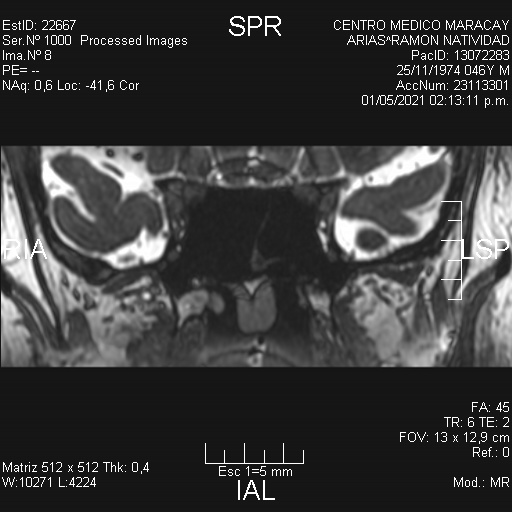 EstID: 22667
Ser.Nº 1000 Processed Images
Ima.Nº 8
PE= --
NAq: 0,6 Loc: -41,6 Cor
SPR
CENTRO MEDICO MARACAY
ARIAS^RAMON NATIVIDAD
PacID: 13072283
25/11/1974 046Y M
AccNum: 23113301
01/05/2021 02:13:11 p.m.
RIA
LSP
FA: 45
TR: 6 TE: 2
FOV: 13 x 12,9 cm
Ref.: 0
Mod.: MR
Matriz 512 x 512 Thk: 0,4
W:10271 L:4224
Esc 1=5 mm
IAL